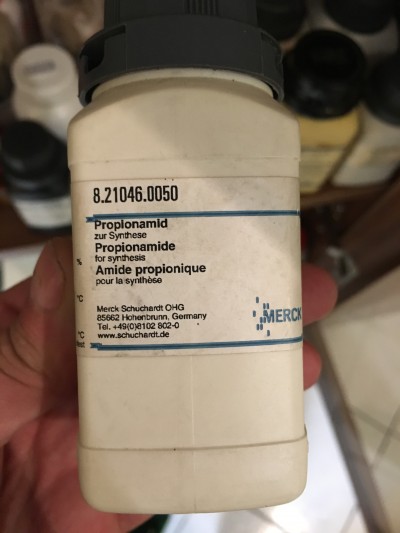 8.21046.0050
Propionamid
zur Synthese
Propionamide
for synthesis
Amide propionique
pour la synthèse
Merck Schuchardt OHG
85662 Hohenbrunn, Germany
Tel. +49(0)8102 802-0
www.schuchardt.de
MERCK
%
°C
°C